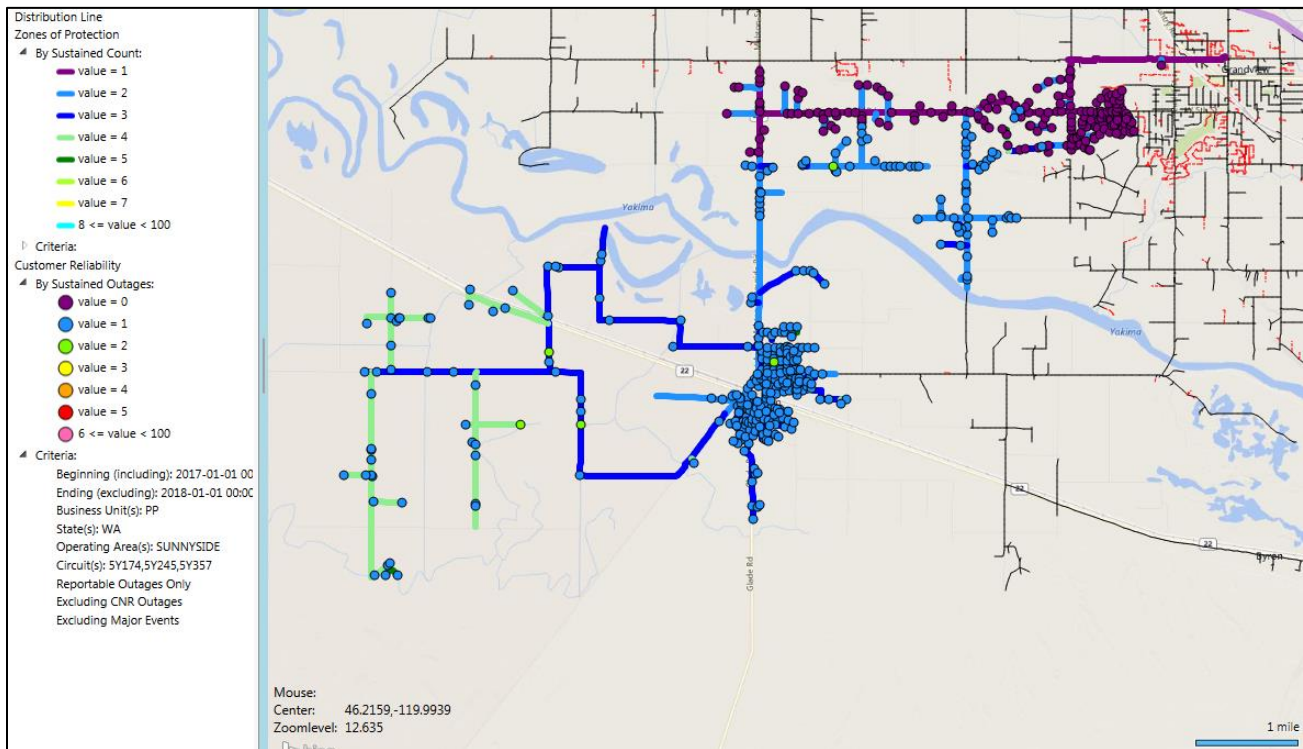 Distribution Line
Zones of Protection
By Sustained Count:
value = 1
value = 2
value = 3
value = 4
value = 5
value = 6
value = 7
8 <= value < 100
Criteria:
Customer Reliability
By Sustained Outages:
value = 0
value = 1
value = 2
value = 3
value = 4
value = 5
6 <= value < 100
Criteria:
Beginning (including): 2017-01-01 00
Ending (excluding): 2018-01-01 00:00
Business Unit(s): PP
State(s): WA
Operating Area(s): SUNNYSIDE
Circuit(s): 5Y174,5Y245,5Y357
Reportable Outages Only
Excluding CNR Outages
Excluding Major Events
Grandview
Yakima
Yakima
22
22
22
Byron
Glade Rd
Mouse:
Center: 46.2159,-119.9939
Zoomlevel: 12.635
1 mile